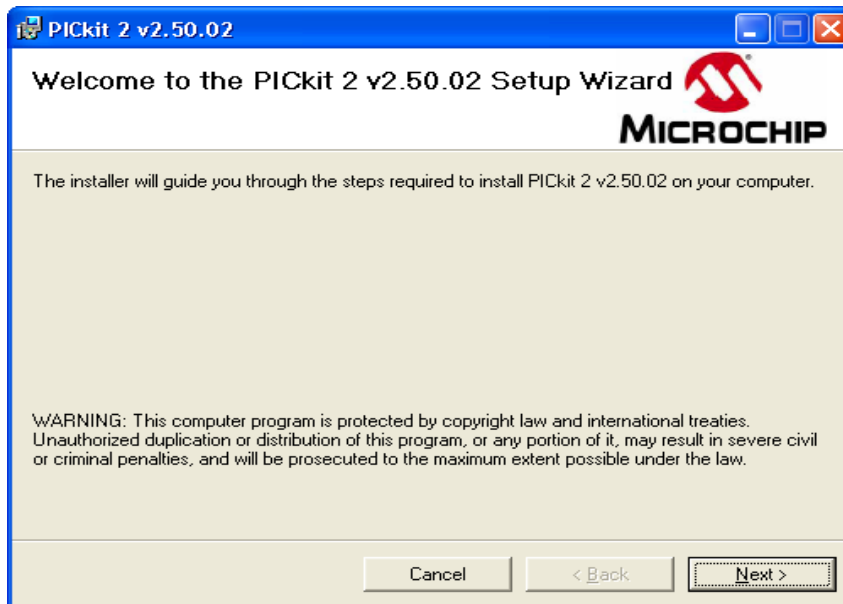 PICkit 2 v2.50.02
Welcome to the PICkit 2 v2.50.02 Setup Wizard
MICROCHIP
The installer will guide you through the steps required to install PICkit 2 v2.50.02 on your computer.
WARNING: This computer program is protected by copyright law and international treaties.
Unauthorized duplication or distribution of this program, or any portion of it, may result in severe civil
or criminal penalties, and will be prosecuted to the maximum extent possible under the law.
Cancel < Back Next >